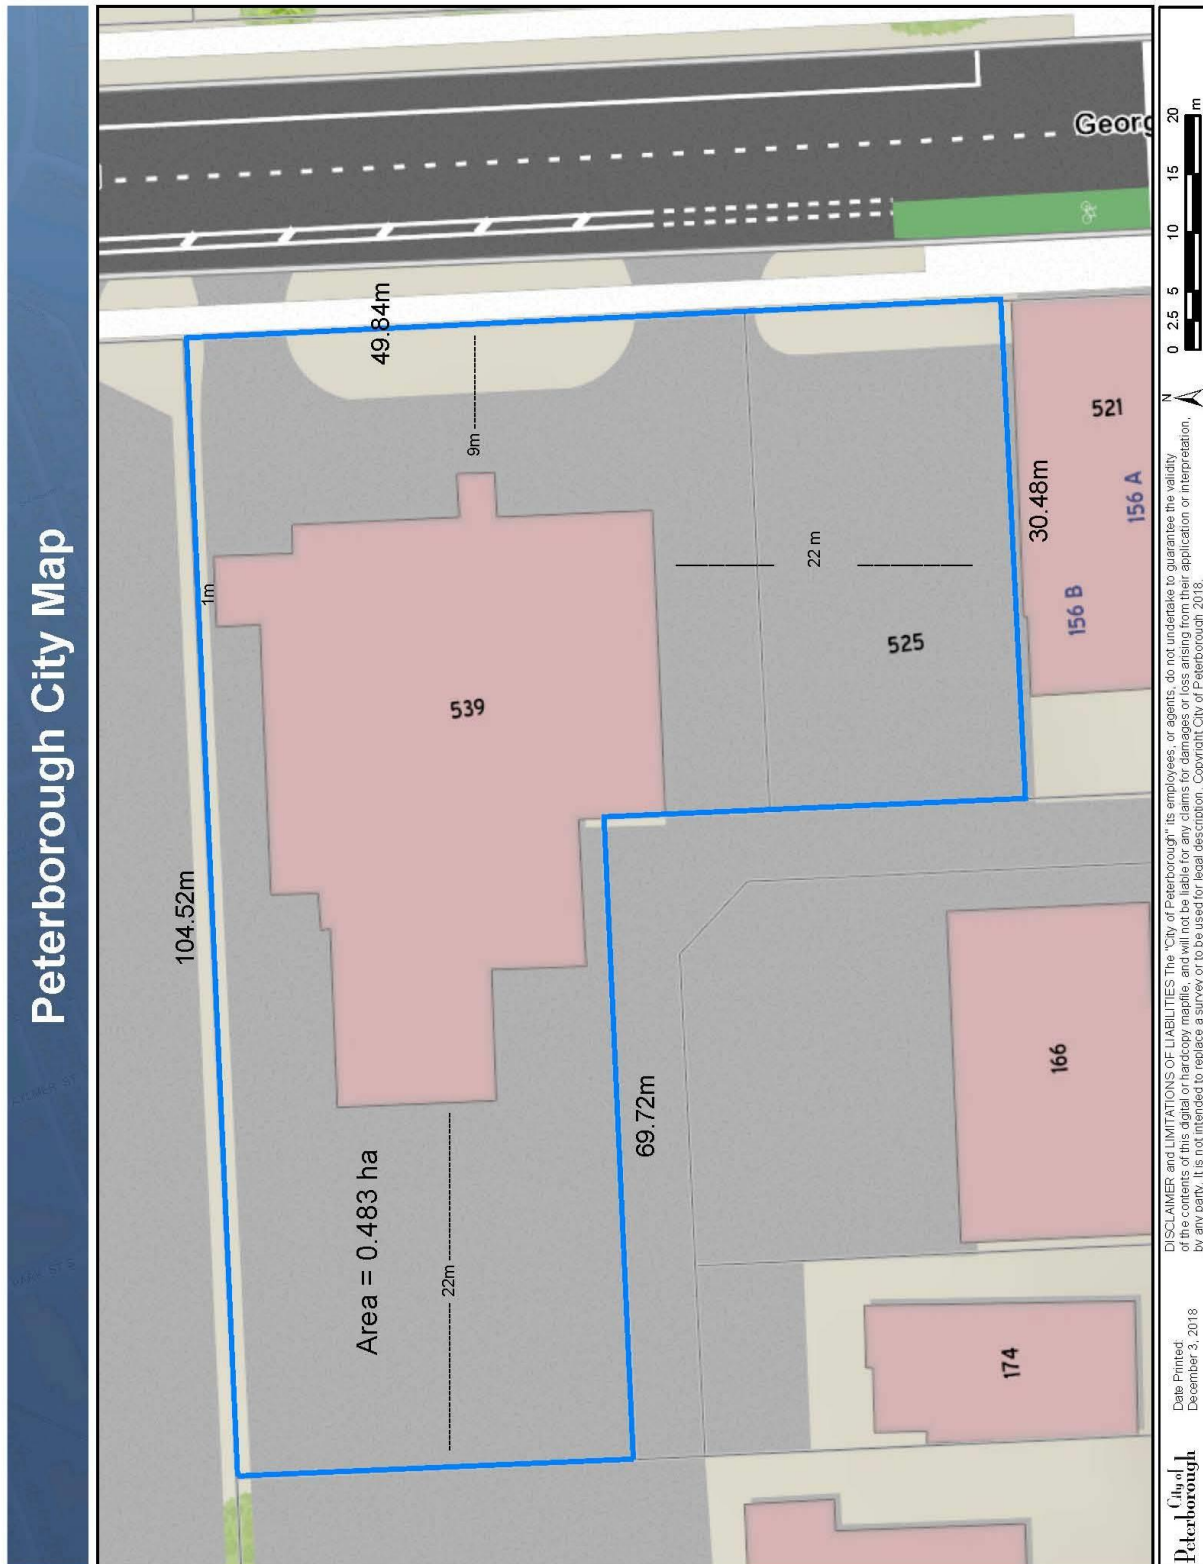 Peterborough City Map
Georg
49.84m
9m
1m
104.52m
539
22 m
525
30.48m
521
156 A
156 B
69.72m
Area = 0.483 ha
22m
166
174
City of
Peterborough
Date Printed:
December 3, 2018
DISCLAIMER and LIMITATIONS OF LIABILITIES The "City of Peterborough" its employees, or agents, do not undertake to guarantee the validity
of the contents of this digital or hardcopy mapfile, and will not be liable for any claims for damages or loss arising from their application or interpretation,
by any party. It is not intended to replace a survey or to be used for legal description. Copyright City of Peterborough 2018.
N
0 2.5 5 10 15 20
m